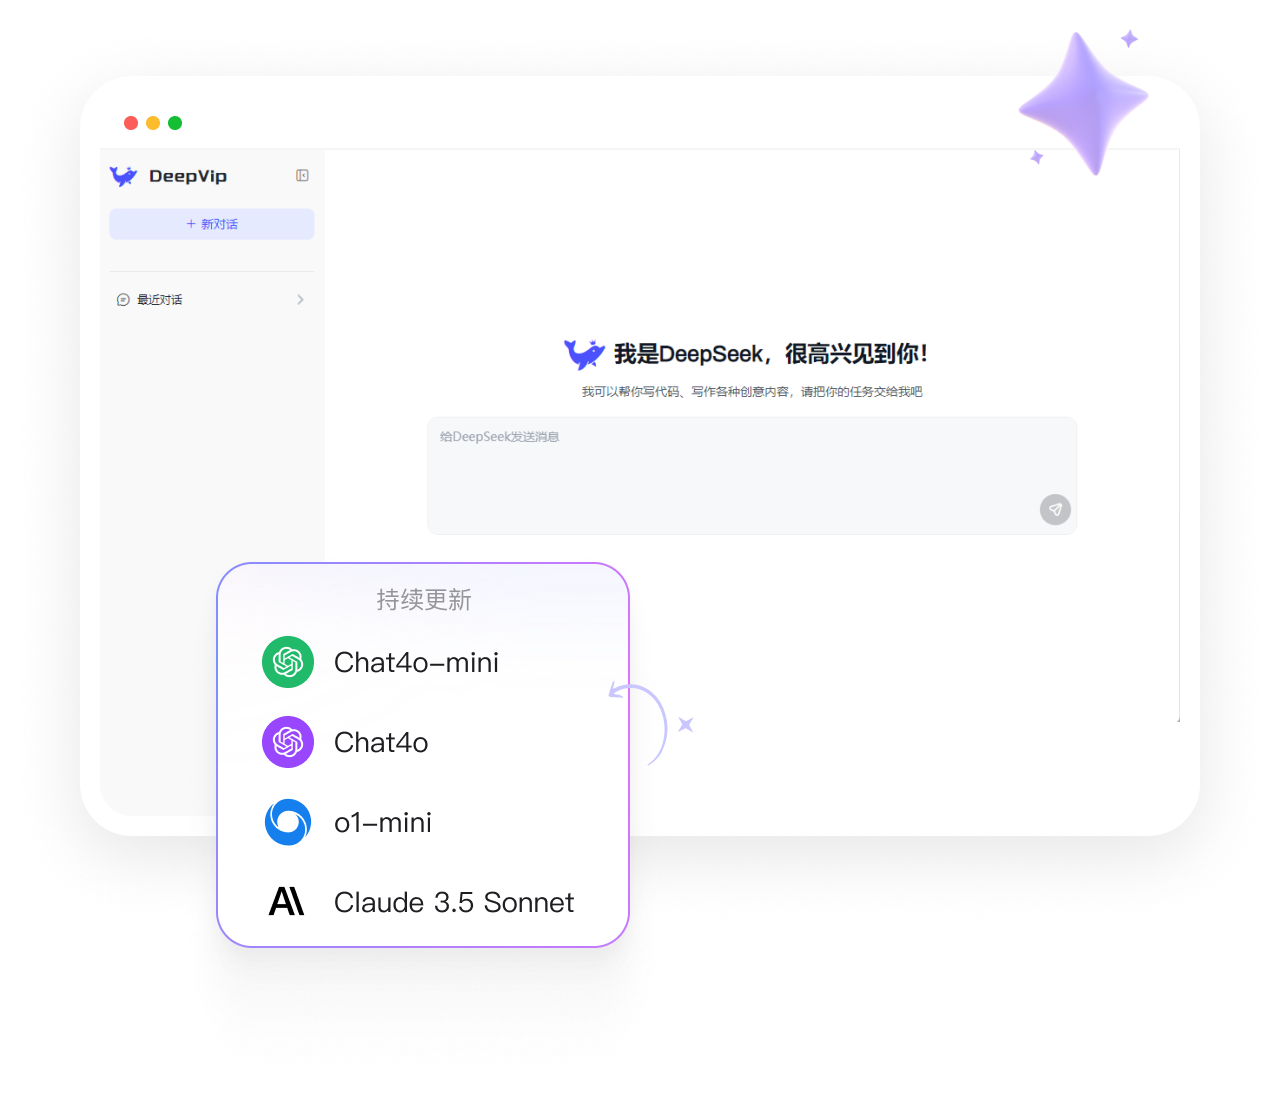 DeepVip
+ 新对话
最近对话
我是DeepSeek，很高兴见到你！
我可以帮你写代码、写作各种创意内容，请把你的任务交给我吧
给DeepSeek发送消息
持续更新
Chat4o-mini
Chat4o
o1-mini
Claude 3.5 Sonnet